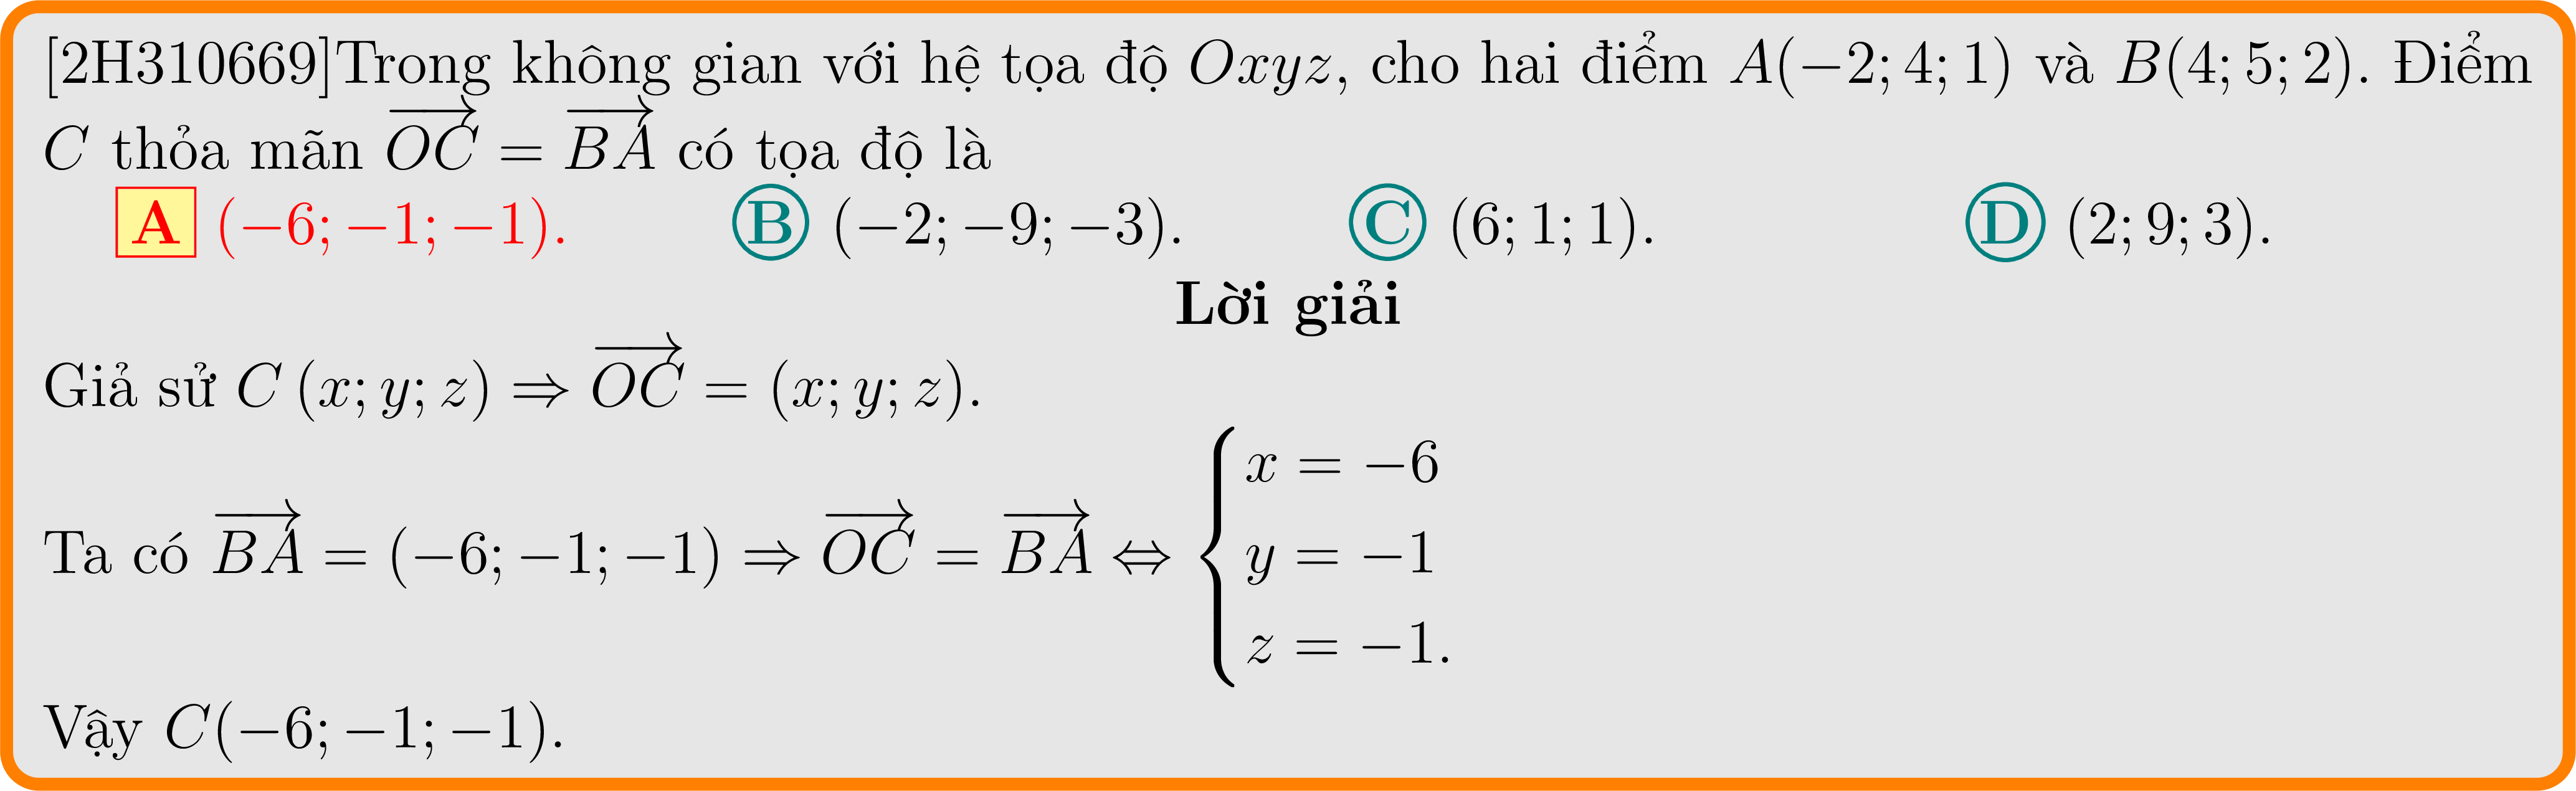 [2H310669]Trong không gian với hệ tọa độ $Oxyz$, cho hai điểm $A(-2;4;1)$ và $B(4;5;2)$. Điểm
$C$ thỏa mãn $\overrightarrow{OC} = \overrightarrow{BA}$ có tọa độ là
A $(-6;-1;-1)$. B $(-2;-9;-3)$. C $(6;1;1)$. D $(2;9;3)$.
Lời giải
Giả sử $C(x;y;z) \Rightarrow \overrightarrow{OC} = (x;y;z)$.
Ta có $\overrightarrow{BA} = (-6;-1;-1) \Rightarrow \overrightarrow{OC} = \overrightarrow{BA} \Leftrightarrow \begin{cases} x = -6 \\ y = -1 \\ z = -1. \end{cases}$
Vậy $C(-6;-1;-1)$.